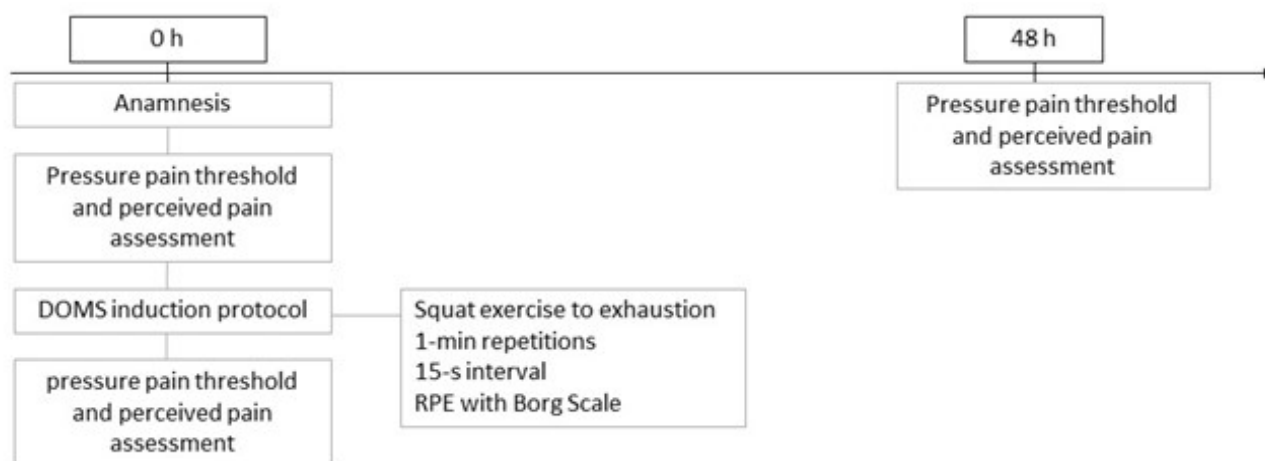 0 h
48 h
Anamnesis
Pressure pain threshold
and perceived pain
assessment
DOMS induction protocol
pressure pain threshold
and perceived pain
assessment
Squat exercise to exhaustion
1-min repetitions
15-s interval
RPE with Borg Scale
Pressure pain threshold
and perceived pain
assessment